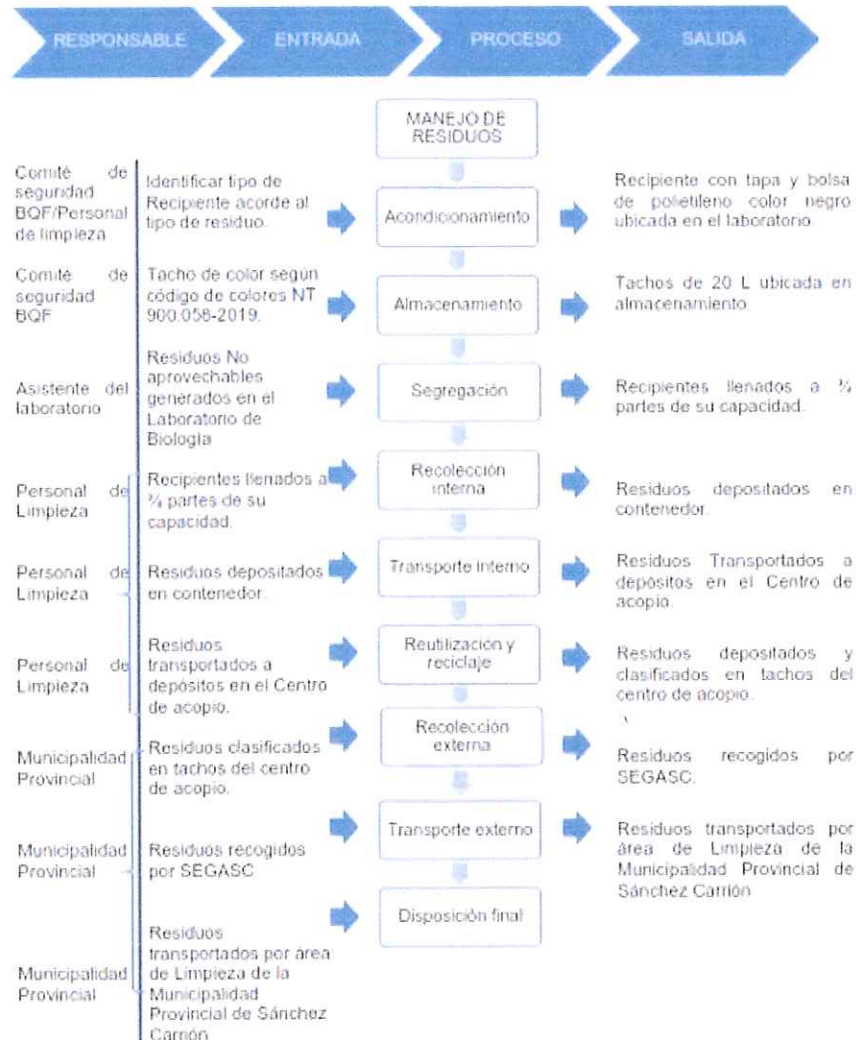 RESPONSABLE
ENTRADA
PROCESO
SALIDA
MANEJO DE
RESIDUOS
Comité de
seguridad
BQF/Personal
de limpieza
Identificar tipo de
Recipiente acorde al
tipo de residuo.
Acondicionamiento
Recipiente con tapa y bolsa
de polietileno color negro
ubicada en el laboratorio
Comité de
seguridad
BQF
Tacho de color según
código de colores NT
900.058-2019.
Almacenamiento
Tachos de 20 L ubicada en
almacenamiento
Asistente del
laboratorio
Residuos No
aprovechables
generados en el
Laboratorio de
Biología
Segregación
Recipientes llenados a ¾
partes de su capacidad.
Personal de
Limpieza
Recipientes llenados a
¾ partes de su
capacidad.
Recolección
interna
Residuos depositados en
contenedor.
Personal de
Limpieza
Residuos depositados
en contenedor.
Transporte interno
Residuos Transportados a
depósitos en el Centro de
acopio.
Personal de
Limpieza
Residuos
transportados a
depósitos en el Centro
de acopio.
Reutilización y
reciclaje
Residuos depositados y
clasificados en tachos del
centro de acopio.
Municipalidad
Provincial
Residuos clasificados
en tachos del centro
de acopio.
Recolección
externa
Residuos recogidos por
SEGASC.
Municipalidad
Provincial
Residuos recogidos
por SEGASC
Transporte externo
Residuos transportados por
área de Limpieza de la
Municipalidad Provincial de
Sánchez Carrión
Municipalidad
Provincial
Residuos
transportados por área
de Limpieza de la
Municipalidad
Provincial de Sánchez
Carrión
Disposición final